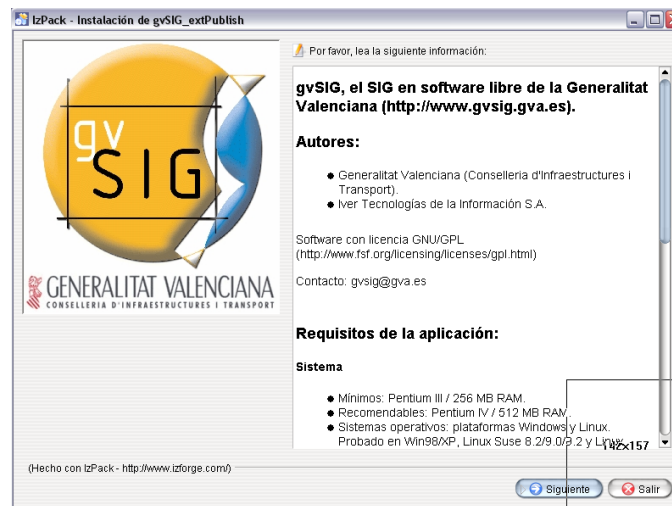 IzPack - Instalación de gvSIG_extPublish
gv
SIG
GENERALITAT VALENCIANA
CONSELLERIA D'INFRAESTRUCTURES I TRANSPORT
Por favor, lea la siguiente información:
gvSIG, el SIG en software libre de la Generalitat
Valenciana (http://www.gvsig.gva.es).
Autores:
Generalitat Valenciana (Conselleria d'Infraestructures i
Transport).
Iver Tecnologías de la Información S.A.
Software con licencia GNU/GPL
(http://www.fsf.org/licensing/licenses/gpl.html)
Contacto: gvsig@gva.es
Requisitos de la aplicación:
Sistema
Mínimos: Pentium III / 256 MB RAM.
Recomendables: Pentium IV / 512 MB RAM.
Sistemas operativos: plataformas Windows y Linux.
Probado en Win98/XP, Linux Suse 8.2/9.0/9.2 y
142x157
(Hecho con IzPack - http://www.izforge.com/)
Siguiente
Salir